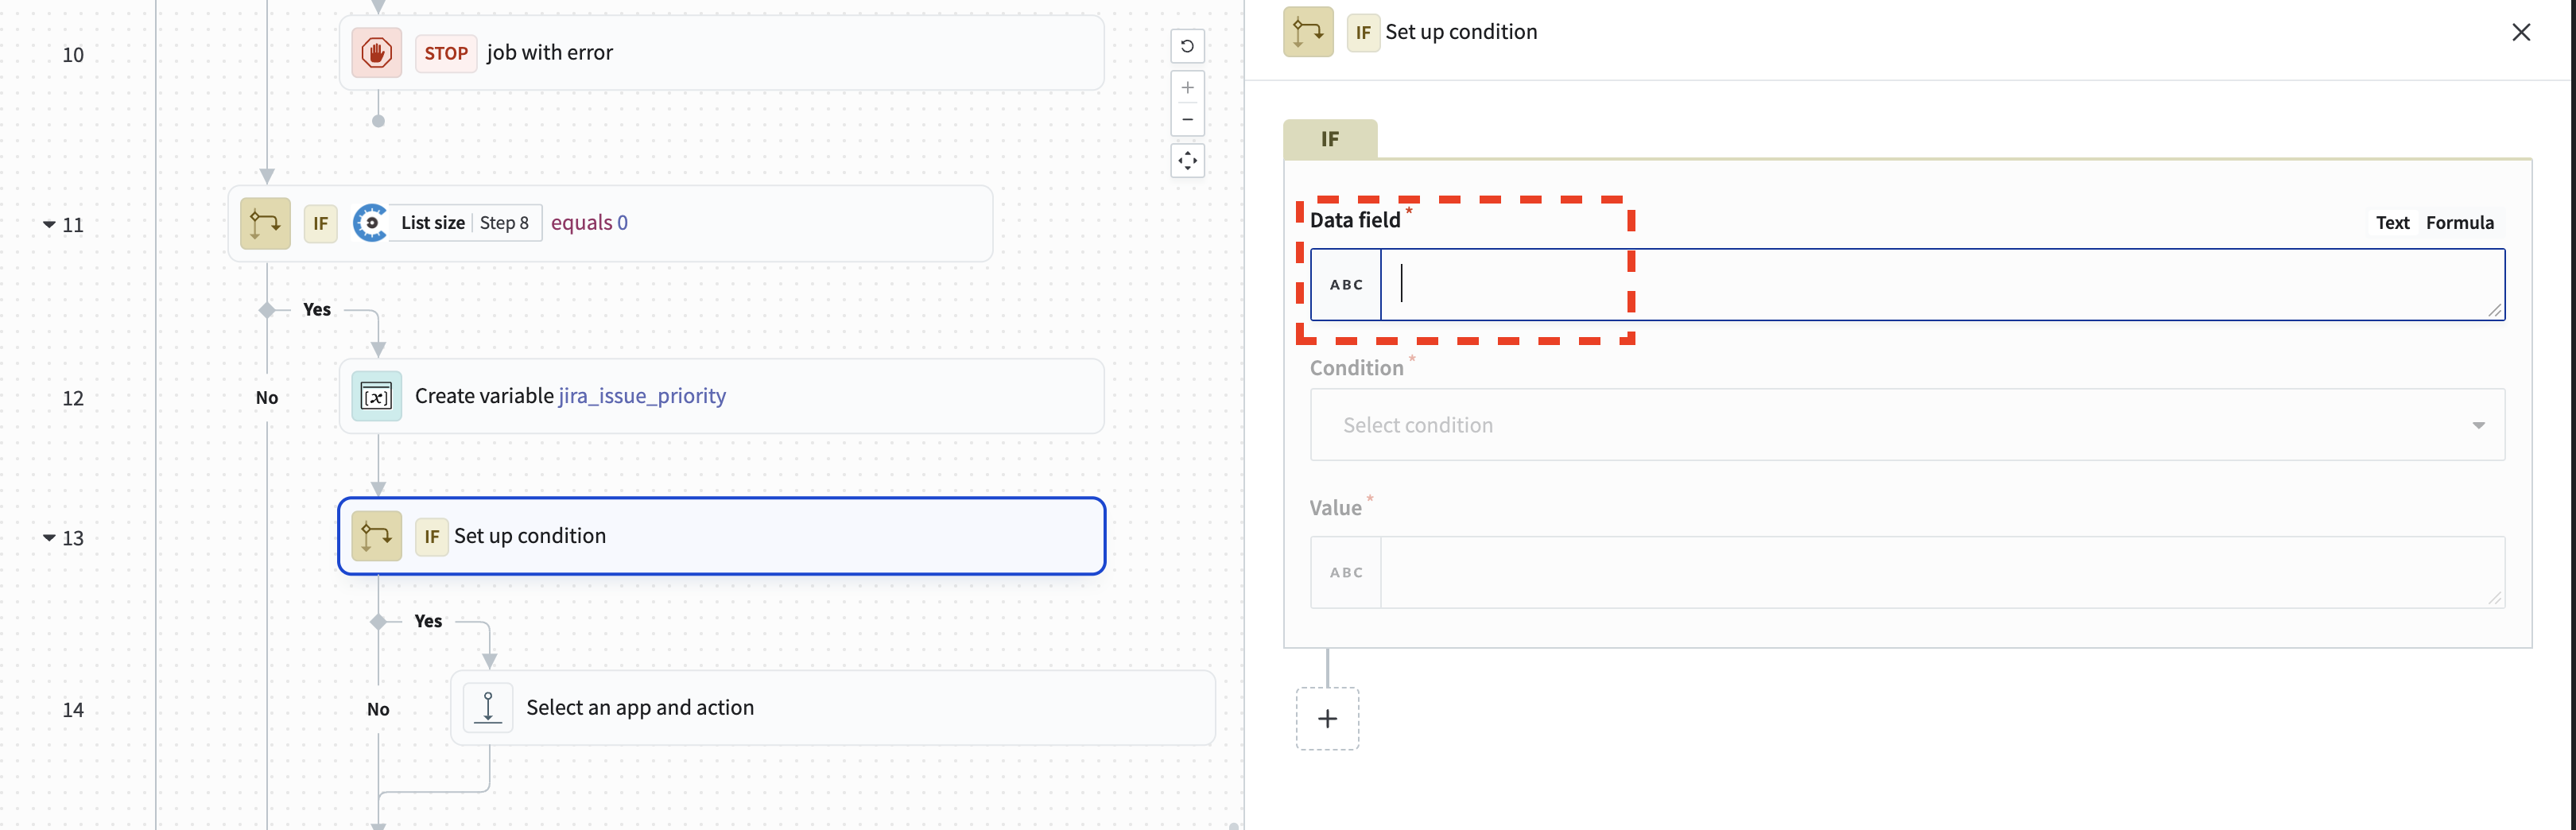 10
STOP job with error
11
IF List size | Step 8 equals 0
Yes
12
No
Create variable jira_issue_priority
13
IF Set up condition
Yes
14
No
Select an app and action
IF Set up condition
IF
Data field *
Text Formula
ABC
Condition *
Select condition
Value *
ABC